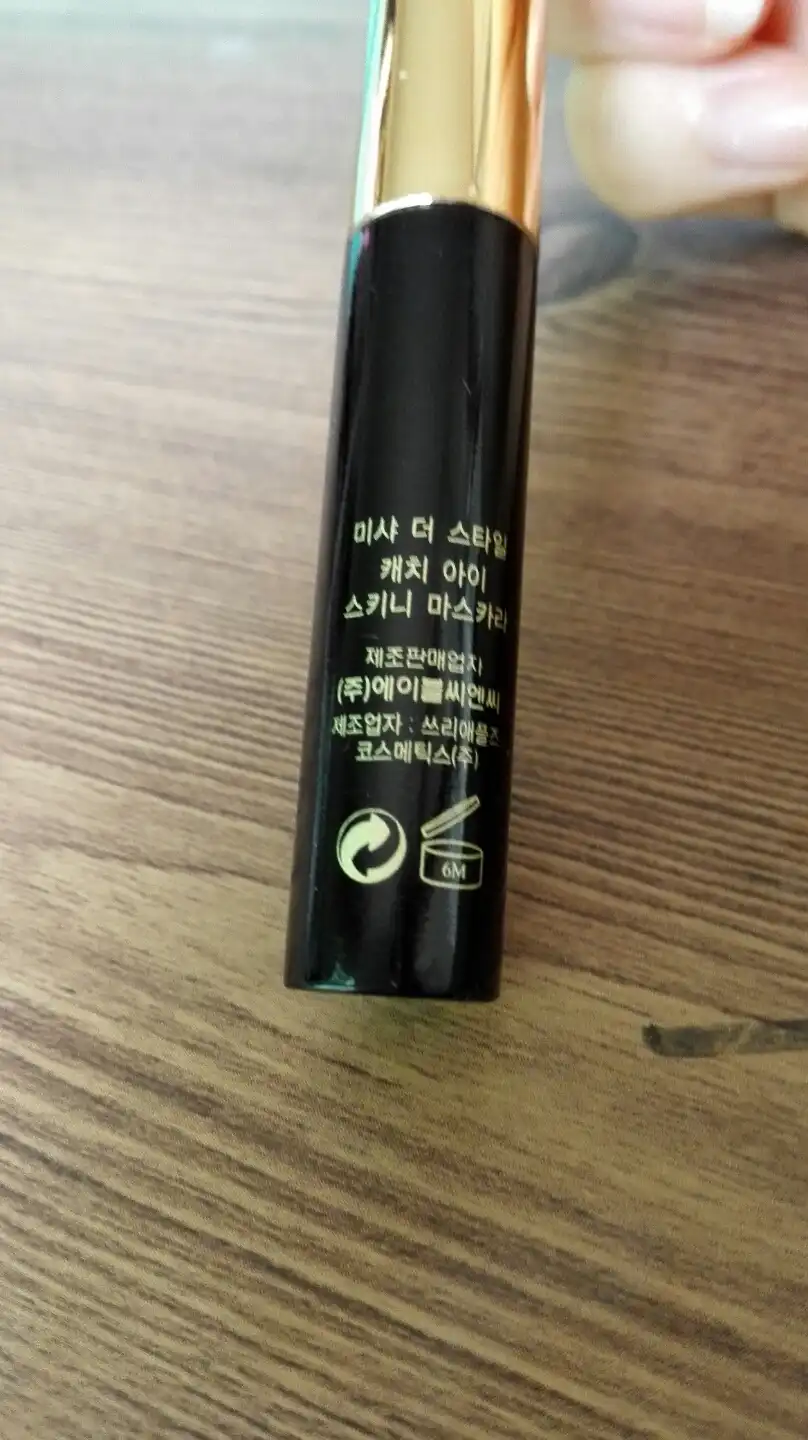 미샤 더 스타일
캐치 아이
스키니 마스카라
제조판매업자
(주)에이블씨엔씨
제조업자 : 쓰리애플즈
코스메틱스(주)
6M